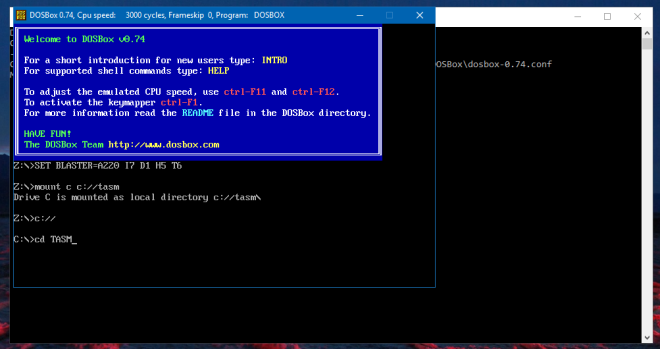 DOSBox 0.74, Cpu speed: 3000 cycles, Frameskip 0, Program: DOSBOX
Welcome to DOSBox v0.74
For a short introduction for new users type: INTRO
For supported shell commands type: HELP
To adjust the emulated CPU speed, use ctrl-F11 and ctrl-F12.
To activate the keymapper ctrl-F1.
For more information read the README file in the DOSBox directory.
HAVE FUN!
The DOSBox Team http://www.dosbox.com
Z:\>SET BLASTER=A220 I7 D1 H5 T6
Z:\>mount c c://tasm
Drive C is mounted as local directory c://tasm\
Z:\>c://
C:\>cd TASM_
OSBox\dosbox-0.74.conf